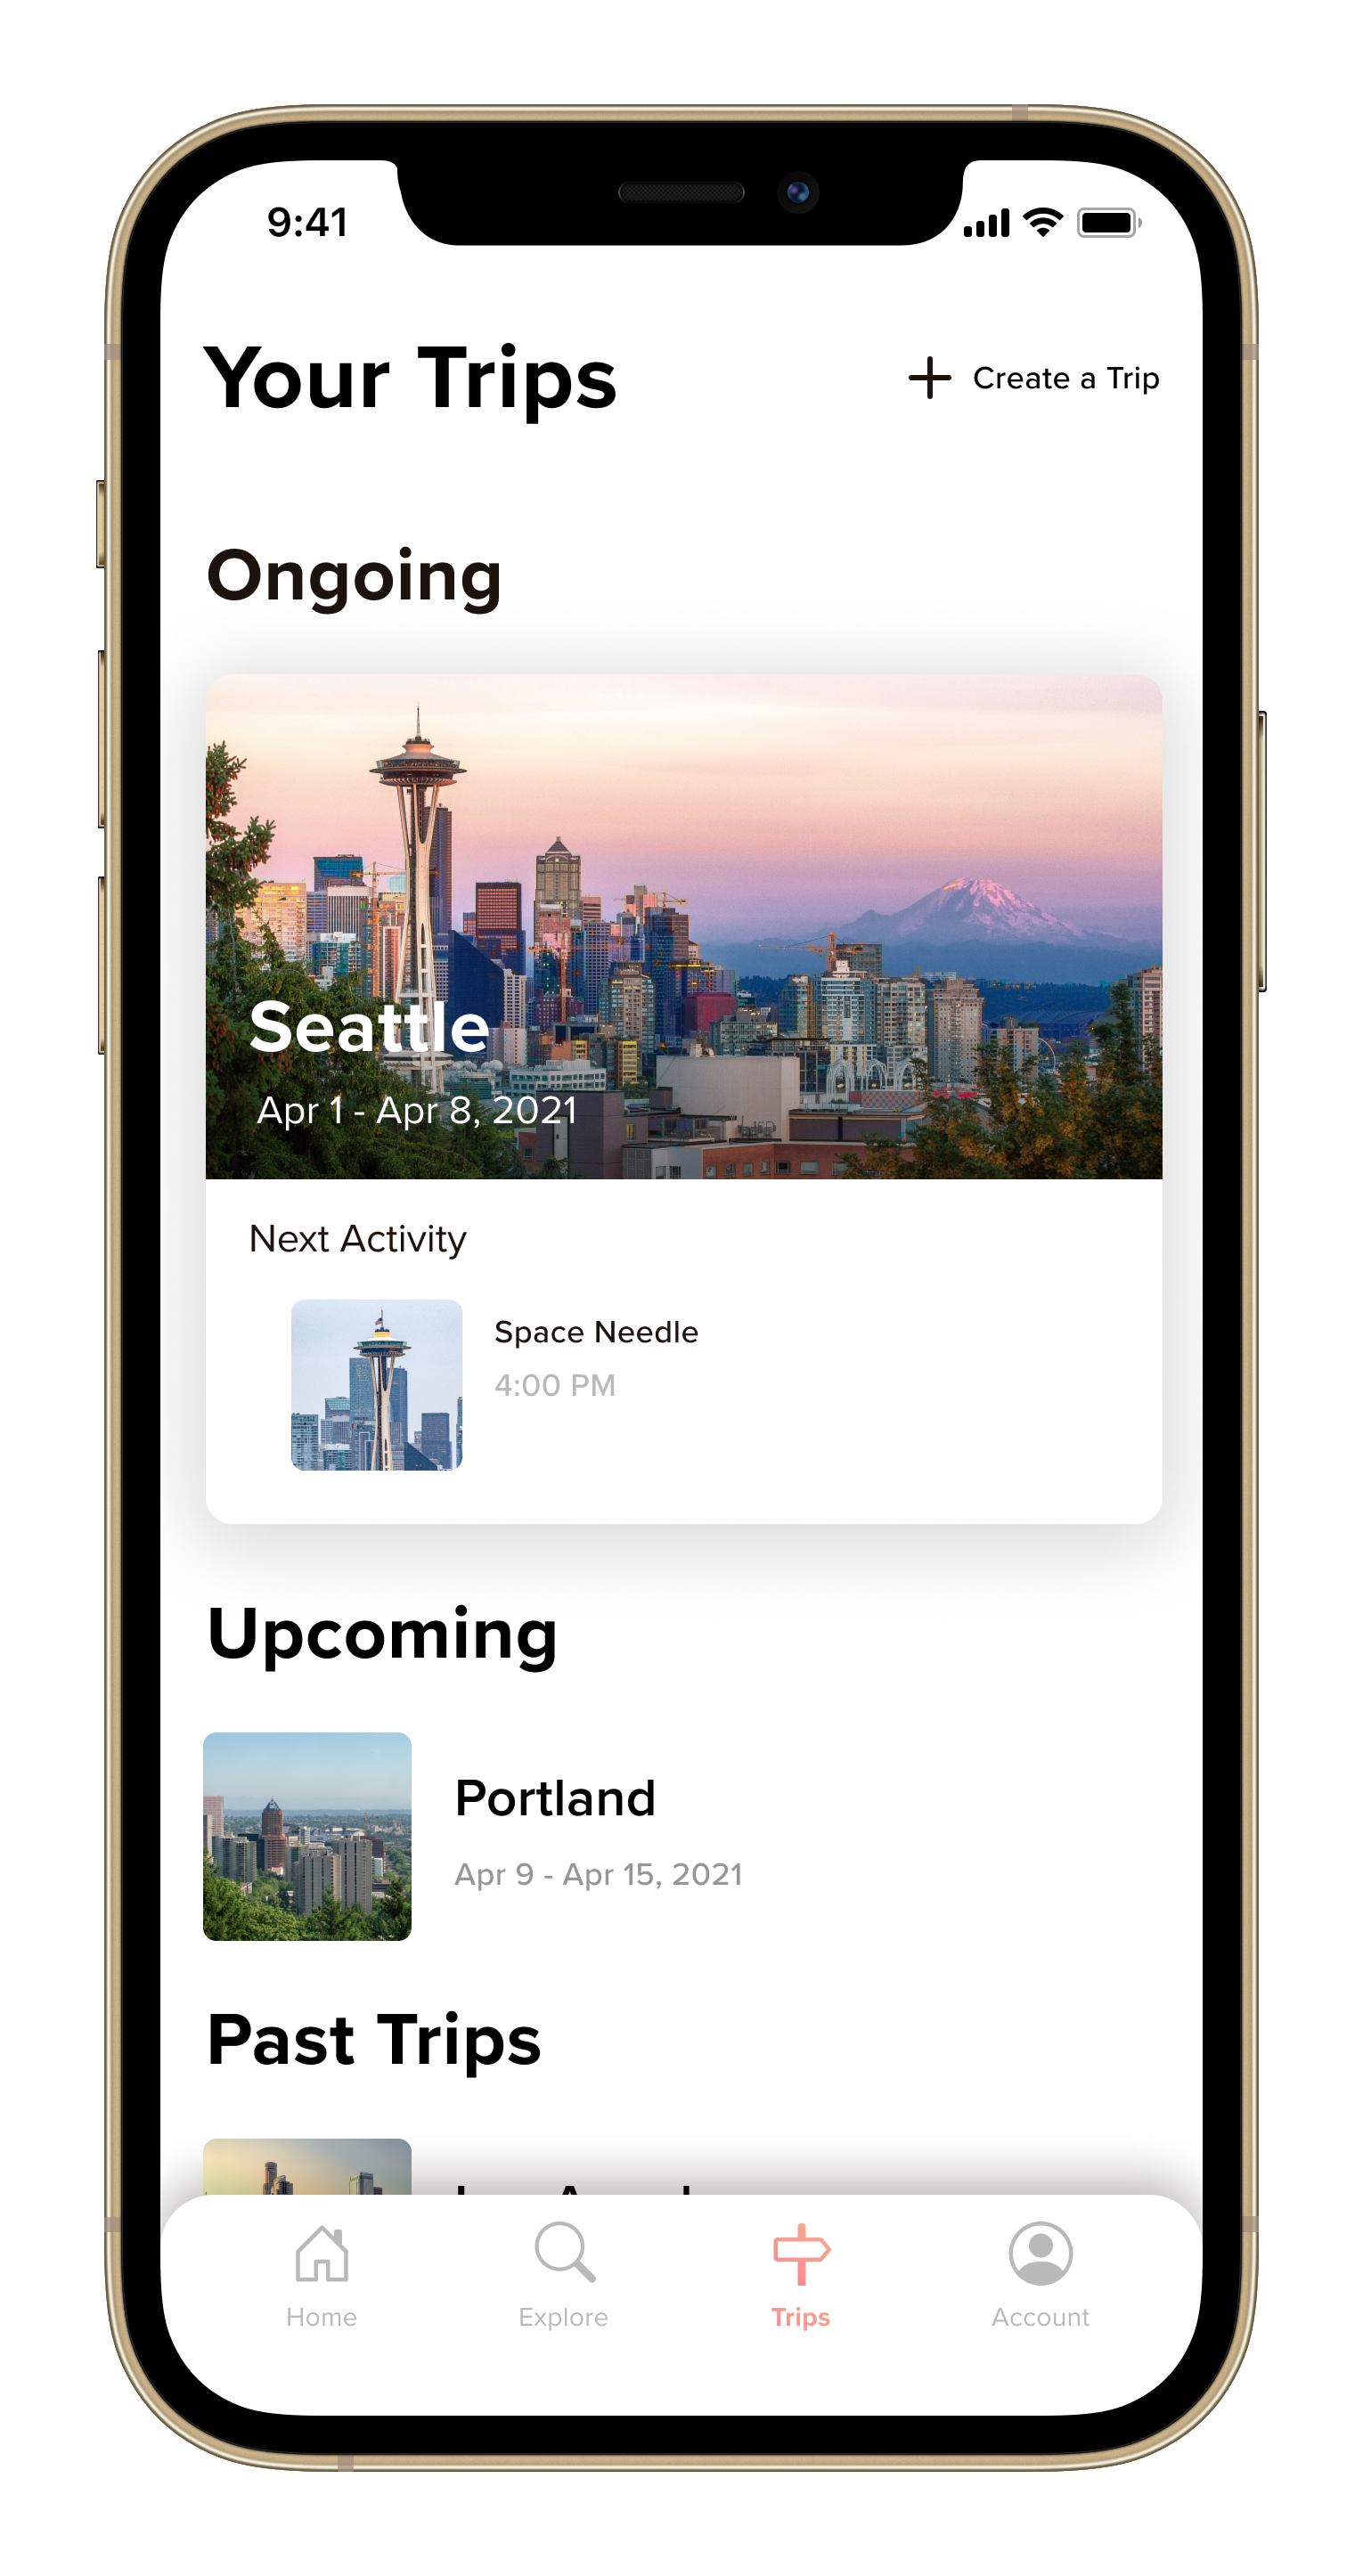 9:41
Your Trips
Create a Trip
Ongoing
Seattle
Apr 1 - Apr 8, 2021
Next Activity
Space Needle
4:00 PM
Upcoming
Portland
Apr 9 - Apr 15, 2021
Past Trips
Home Explore Trips Account